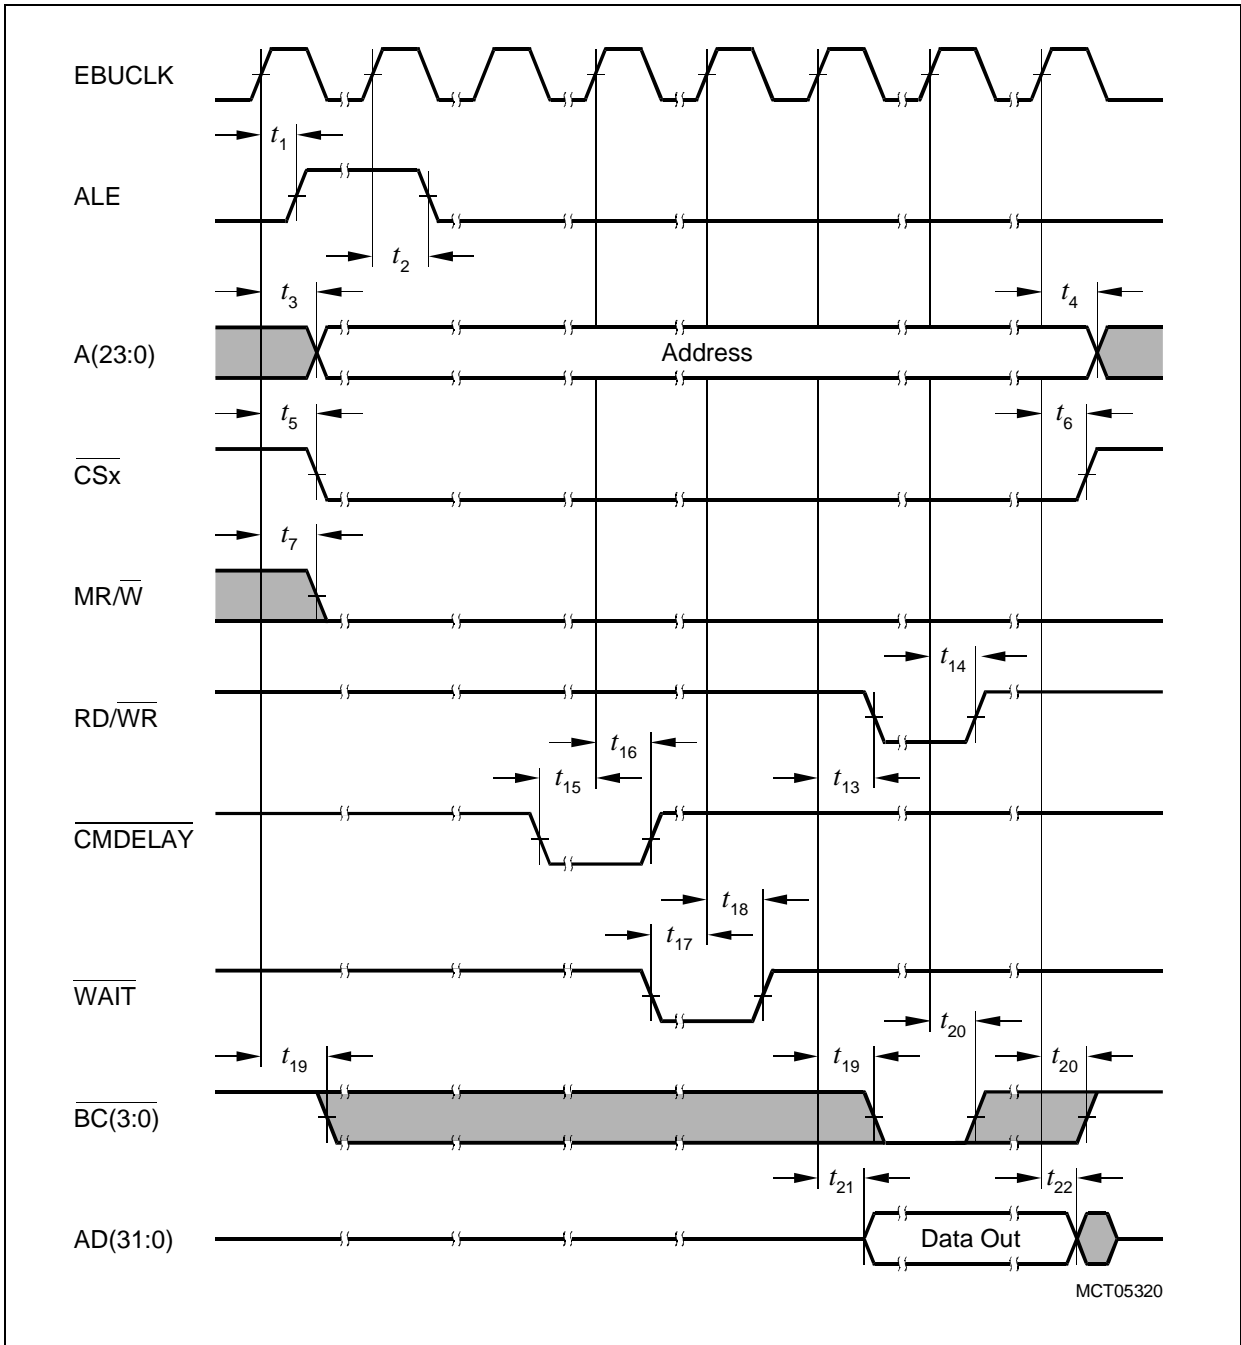 EBUCLK
t1
ALE
t2
t3
t4
A(23:0)
Address
t5
t6
CSx
t7
MR/W
t14
RD/WR
t16
t15
t13
CMDELAY
t18
t17
WAIT
t20
t19
t19
t20
BC(3:0)
t21
t22
AD(31:0)
Data Out
MCT05320